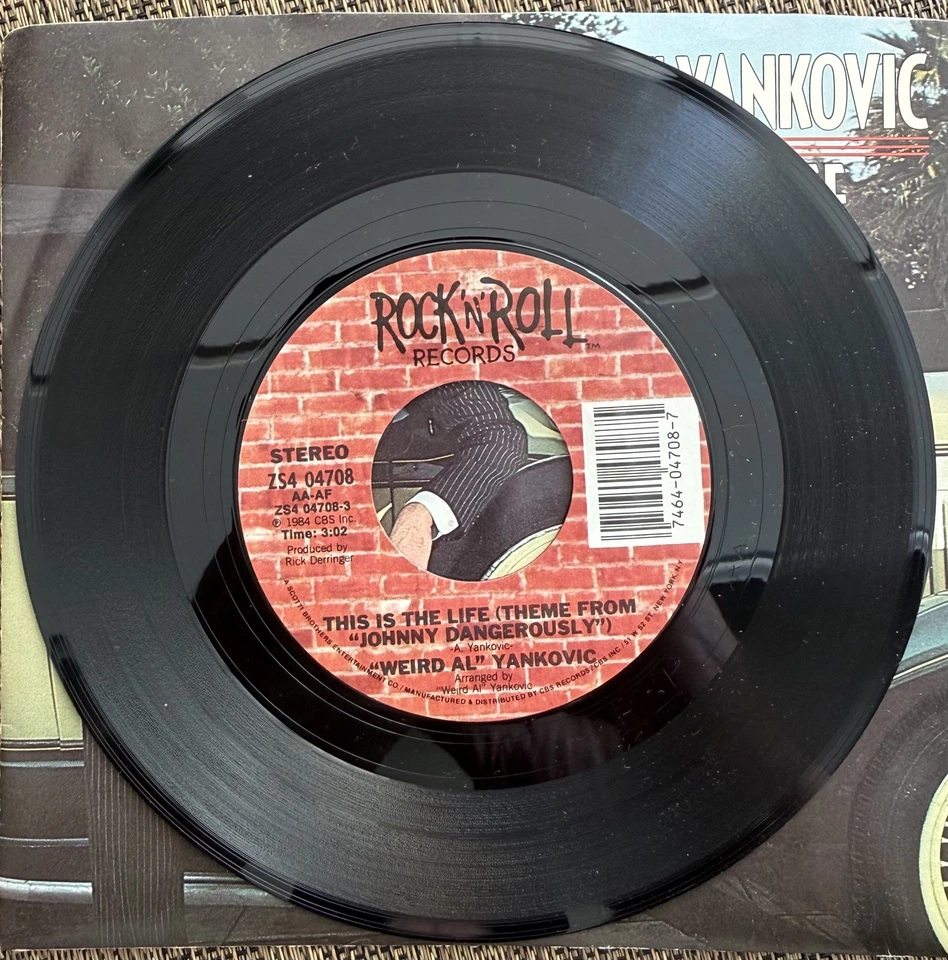 YANKOVIC
ROCK 'N' ROLL™
RECORDS
STEREO
ZS4 04708
AA-AF
ZS4 04708-3
℗ 1984 CBS Inc.
Time: 3:02
Produced by
Rick Derringer
7464-04708-7
THIS IS THE LIFE (THEME FROM
"JOHNNY DANGEROUSLY")
-A. Yankovic-
"WEIRD AL" YANKOVIC
Arranged by
"Weird Al" Yankovic
A SCOTTI BROTHERS ENTERTAINMENT CO./MANUFACTURED & DISTRIBUTED BY CBS RECORDS/CBS INC./51 W. 52 ST., NEW YORK, N.Y.